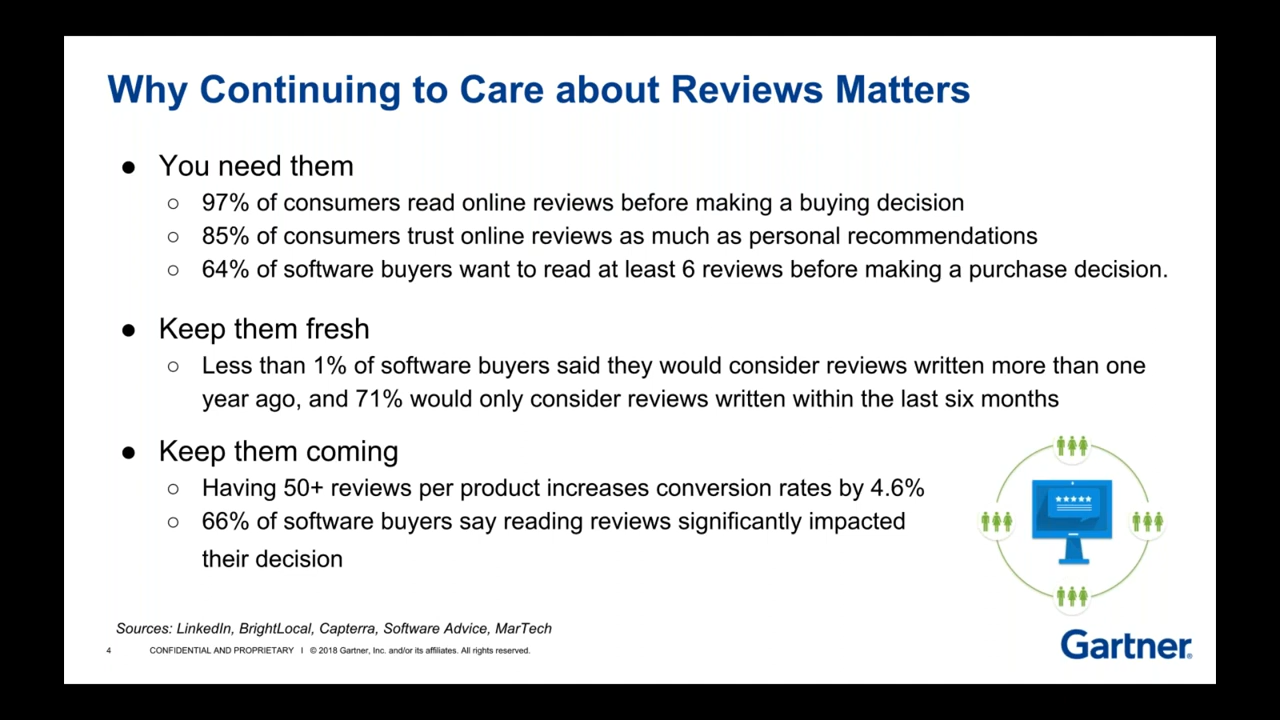 Why Continuing to Care about Reviews Matters
● You need them
○ 97% of consumers read online reviews before making a buying decision
○ 85% of consumers trust online reviews as much as personal recommendations
○ 64% of software buyers want to read at least 6 reviews before making a purchase decision.
● Keep them fresh
○ Less than 1% of software buyers said they would consider reviews written more than one
year ago, and 71% would only consider reviews written within the last six months
● Keep them coming
○ Having 50+ reviews per product increases conversion rates by 4.6%
○ 66% of software buyers say reading reviews significantly impacted
their decision
Sources: LinkedIn, BrightLocal, Capterra, Software Advice, MarTech
4 CONFIDENTIAL AND PROPRIETARY I © 2018 Gartner, Inc. and/or its affiliates. All rights reserved.
Gartner®